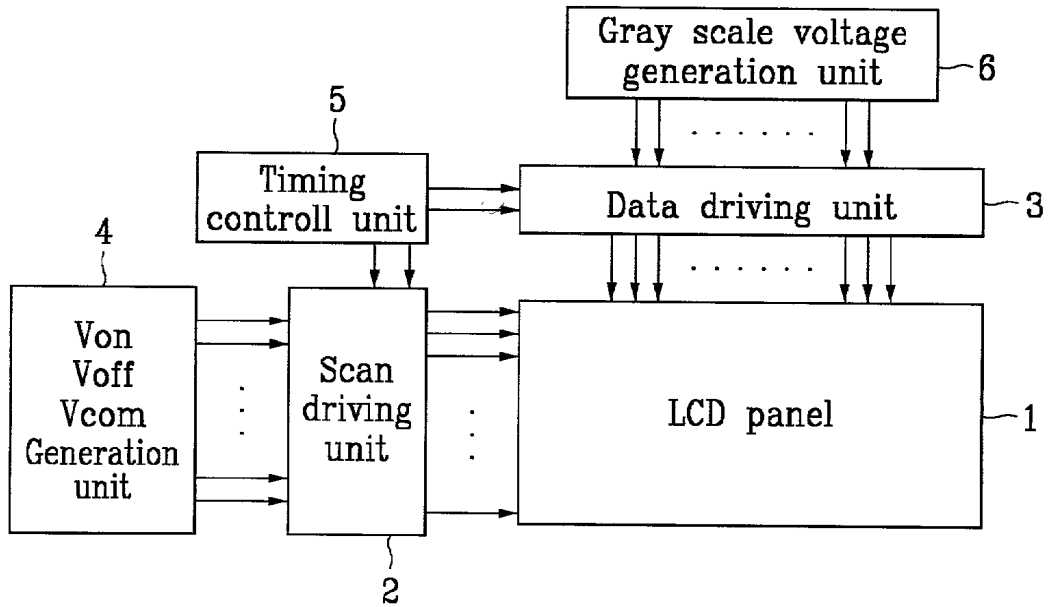 Gray scale voltage
generation unit
6
5
Timing
controll unit
Data driving unit
3
4
Von
Voff
Vcom
Generation
unit
Scan
driving
unit
LCD panel
1
2